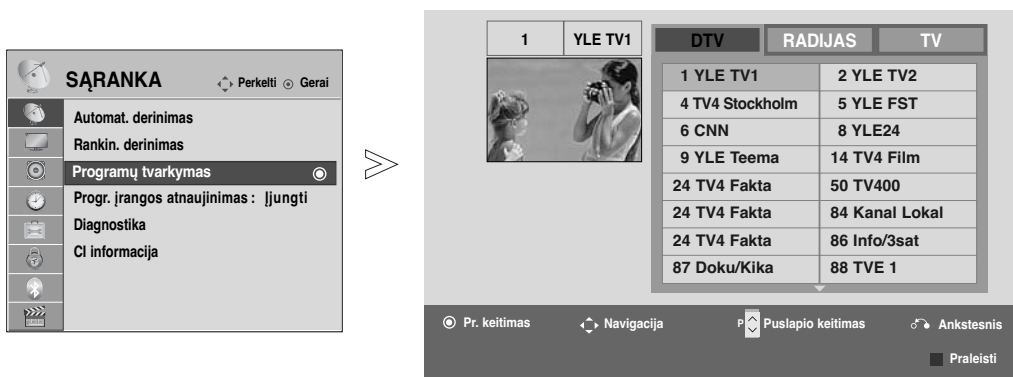 SĄRANKA Perkelti Gerai
Automat. derinimas
Rankin. derinimas
Programų tvarkymas
Progr. įrangos atnaujinimas : Įjungti
Diagnostika
CI informacija
1 YLE TV1
DTV RADIJAS TV
1 YLE TV1 2 YLE TV2
4 TV4 Stockholm 5 YLE FST
6 CNN 8 YLE24
9 YLE Teema 14 TV4 Film
24 TV4 Fakta 50 TV400
24 TV4 Fakta 84 Kanal Lokal
24 TV4 Fakta 86 Info/3sat
87 Doku/Kika 88 TVE 1
Pr. keitimas Navigacija P Puslapio keitimas Ankstesnis
Praleisti